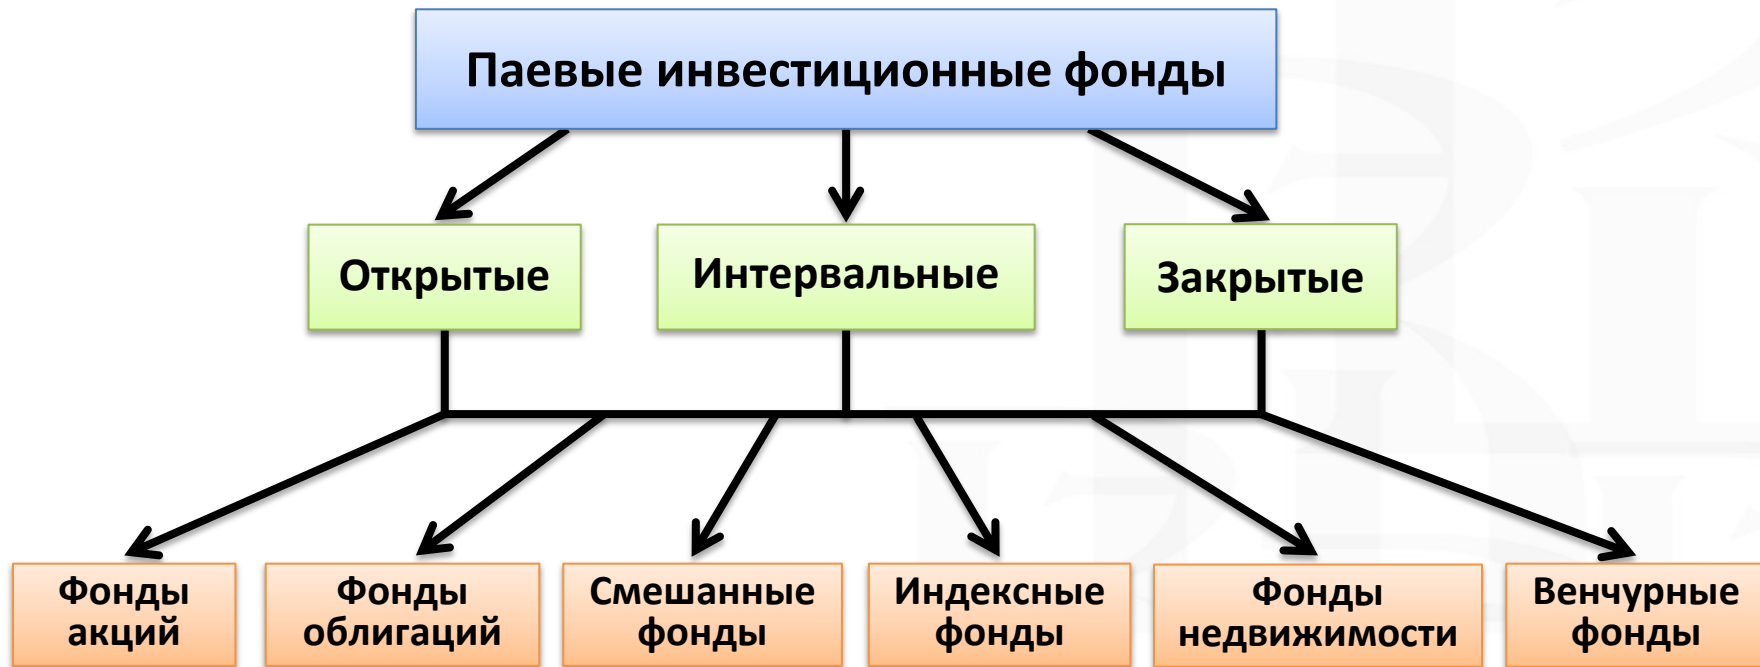 Паевые инвестиционные фонды
Открытые
Интервальные
Закрытые
Фонды
акций
Фонды
облигаций
Смешанные
фонды
Индексные
фонды
Фонды
недвижимости
Венчурные
фонды